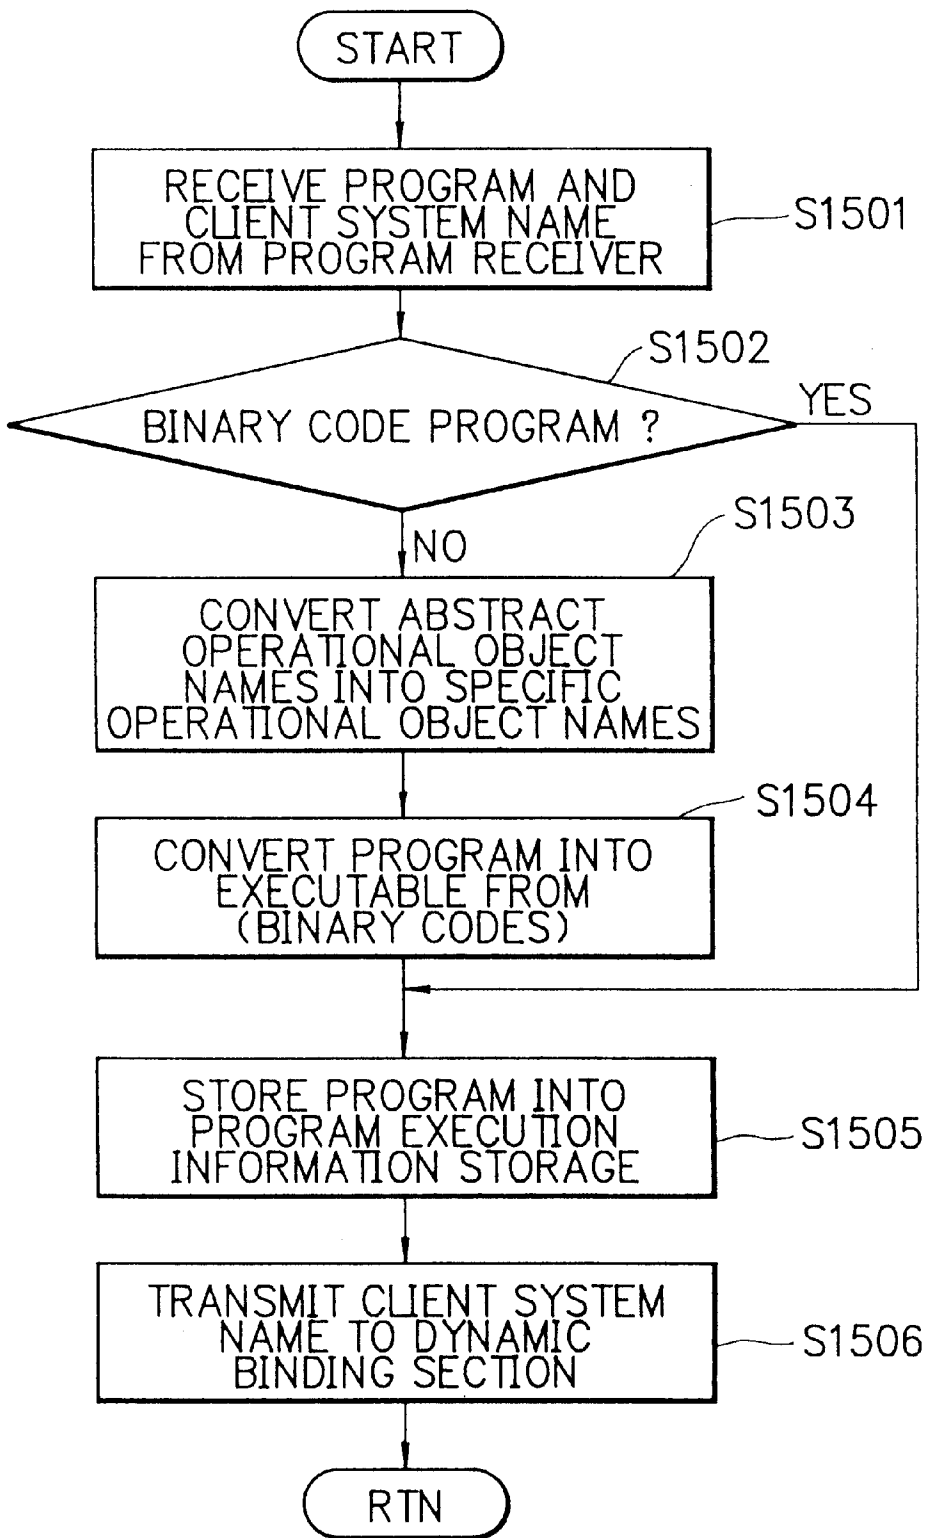 START
RECEIVE PROGRAM AND
CLIENT SYSTEM NAME
FROM PROGRAM RECEIVER
S1501
S1502
BINARY CODE PROGRAM ?
YES
NO
S1503
CONVERT ABSTRACT
OPERATIONAL OBJECT
NAMES INTO SPECIFIC
OPERATIONAL OBJECT NAMES
S1504
CONVERT PROGRAM INTO
EXECUTABLE FROM
(BINARY CODES)
STORE PROGRAM INTO
PROGRAM EXECUTION
INFORMATION STORAGE
S1505
TRANSMIT CLIENT SYSTEM
NAME TO DYNAMIC
BINDING SECTION
S1506
RTN